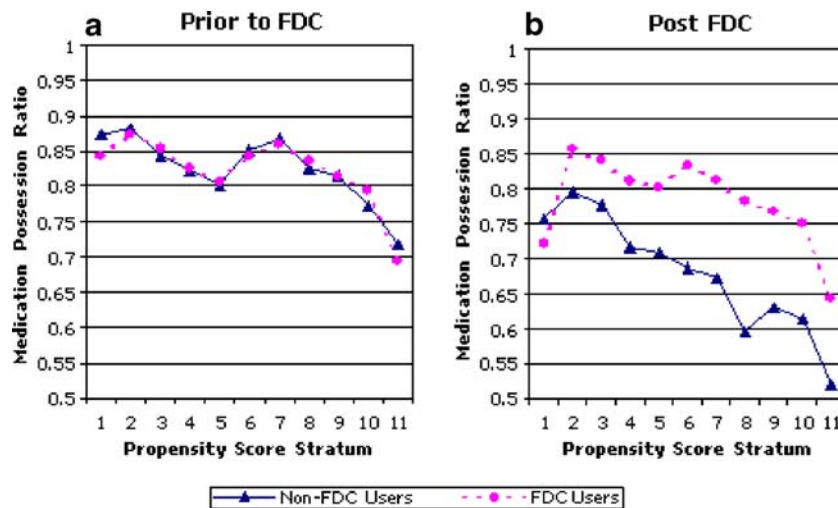 a Prior to FDC
Medication Possession Ratio
1
0.95
0.9
0.85
0.8
0.75
0.7
0.65
0.6
0.55
0.5
1 2 3 4 5 6 7 8 9 10 11
Propensity Score Stratum
b Post FDC
Medication Possession Ratio
1
0.95
0.9
0.85
0.8
0.75
0.7
0.65
0.6
0.55
0.5
1 2 3 4 5 6 7 8 9 10 11
Propensity Score Stratum
Non-FDC Users FDC Users